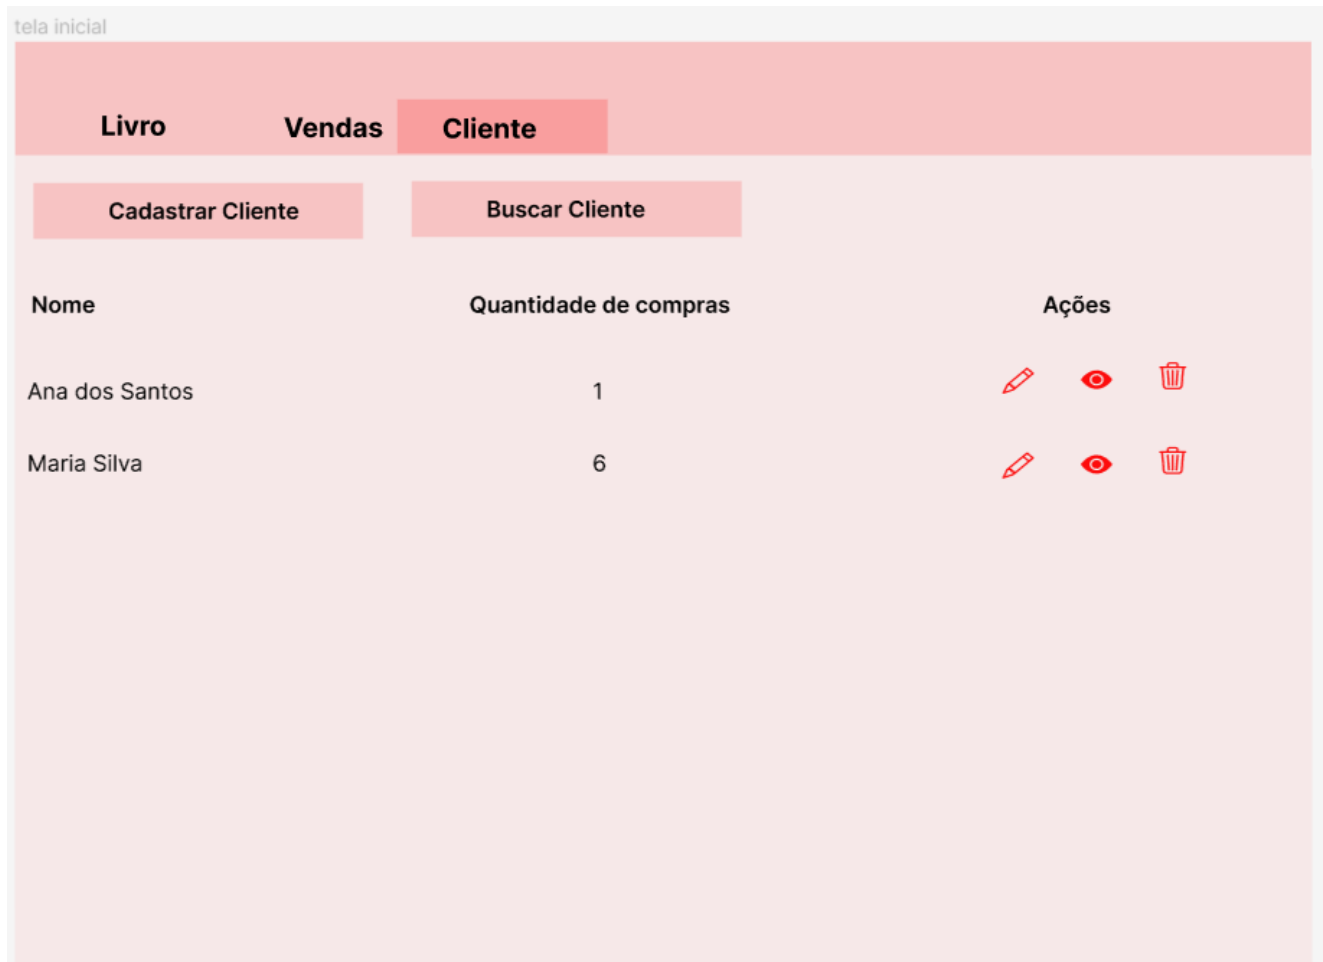 tela inicial
Livro Vendas Cliente
Cadastrar Cliente Buscar Cliente
Nome Quantidade de compras Ações
Ana dos Santos 1
Maria Silva 6